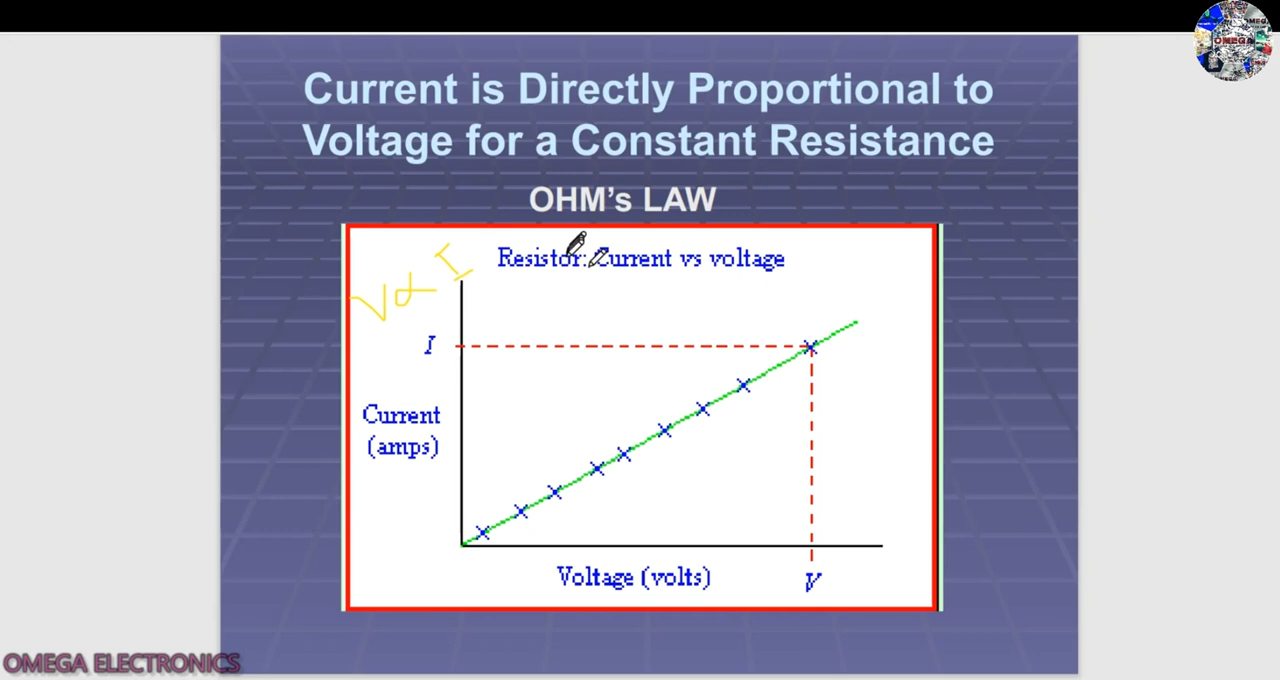 OMEGA
Current is Directly Proportional to
Voltage for a Constant Resistance
OHM's LAW
Resistor: Current vs voltage
V ∝ I
I
Current
(amps)
Voltage (volts)
V
OMEGA ELECTRONICS